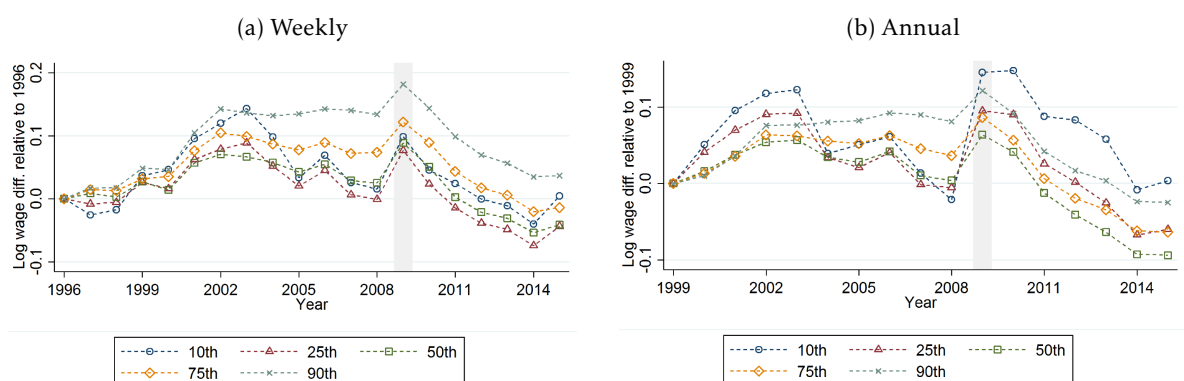 (a) Weekly
Log wage diff. relative to 1996
0.2
0.1
0.0
-0.1
1996 1999 2002 2005 2008 2011 2014
Year
10th 25th 50th
75th 90th
(b) Annual
Log wage diff. relative to 1999
0.1
0.0
-0.1
1999 2002 2005 2008 2011 2014
Year
10th 25th 50th
75th 90th